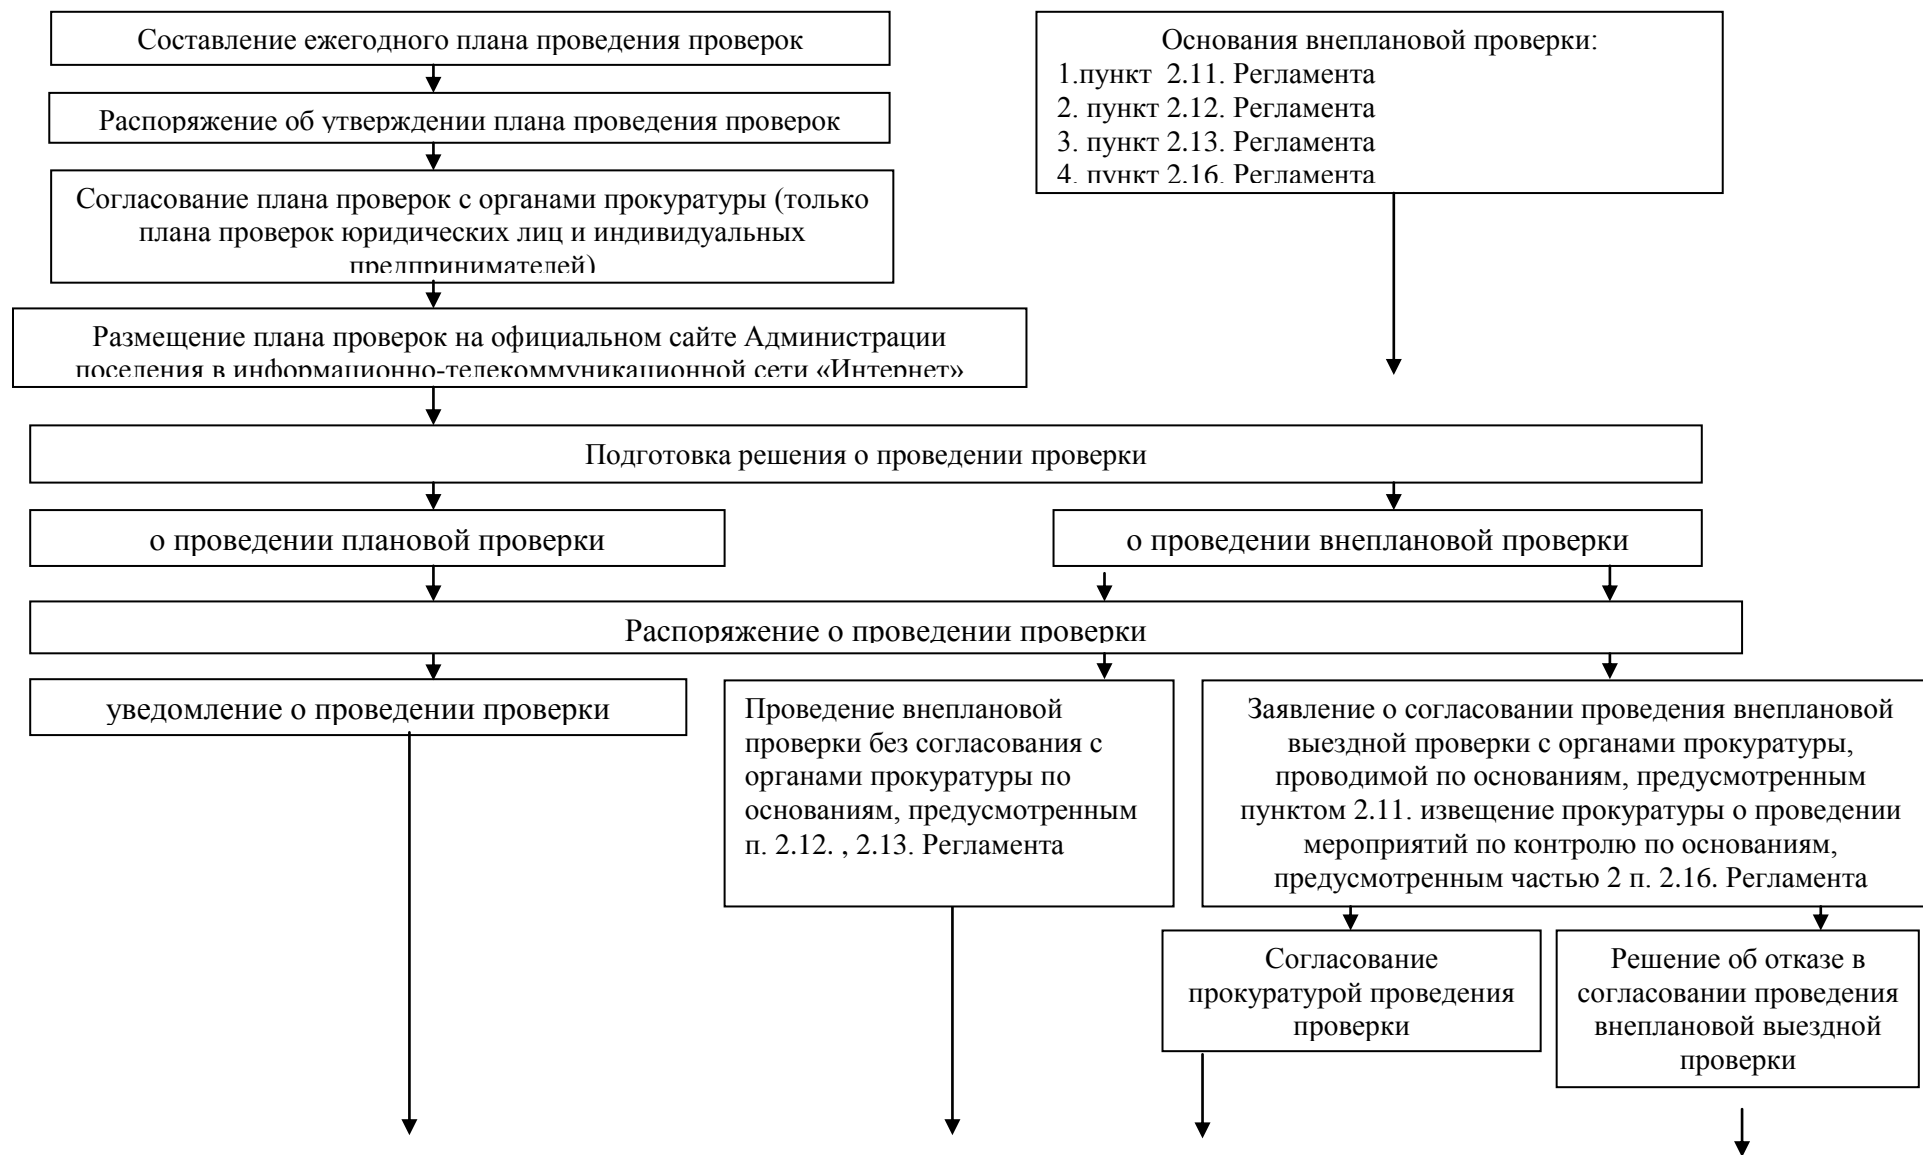 Составление ежегодного плана проведения проверок
Распоряжение об утверждении плана проведения проверок
Согласование плана проверок с органами прокуратуры (только
плана проверок юридических лиц и индивидуальных
предпринимателей)
Размещение плана проверок на официальном сайте Администрации
поселения в информационно-телекоммуникационной сети «Интернет»
Основания внеплановой проверки:
1.пункт 2.11. Регламента
2. пункт 2.12. Регламента
3. пункт 2.13. Регламента
4. пункт 2.16. Регламента
Подготовка решения о проведении проверки
о проведении плановой проверки
о проведении внеплановой проверки
Распоряжение о проведении проверки
уведомление о проведении проверки
Проведение внеплановой
проверки без согласования с
органами прокуратуры по
основаниям, предусмотренным
п. 2.12. , 2.13. Регламента
Заявление о согласовании проведения внеплановой
выездной проверки с органами прокуратуры,
проводимой по основаниям, предусмотренным
пунктом 2.11. извещение прокуратуры о проведении
мероприятий по контролю по основаниям,
предусмотренным частью 2 п. 2.16. Регламента
Согласование
прокуратурой проведения
проверки
Решение об отказе в
согласовании проведения
внеплановой выездной
проверки